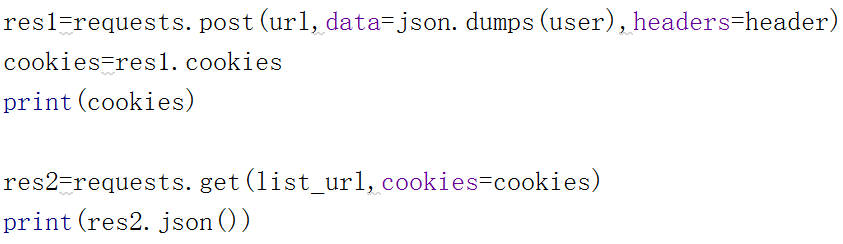 res1=requests.post(url,data=json.dumps(user),headers=header)
cookies=res1.cookies
print(cookies)
res2=requests.get(list_url,cookies=cookies)
print(res2.json())